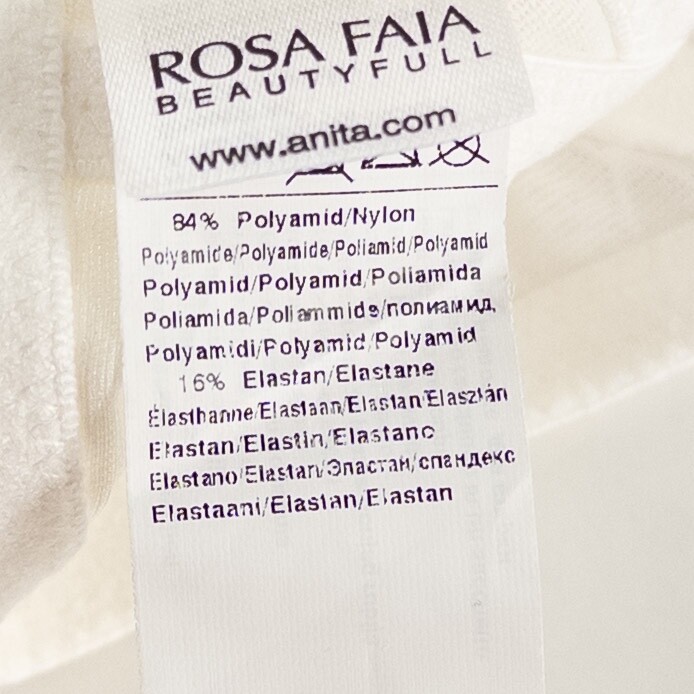 ROSA FAIA
BEAUTYFULL
www.anita.com
84% Polyamid/Nylon
Polyamide/Polyamide/Poliamid/Polyamid
Polyamid/Polyamid/Poliamida
Poliamida/Poliammide/полиамид,
Polyamidi/Polyamid/Polyamid
16% Elastan/Elastane
Élasthanne/Elastaan/Elastan/Elasztán
Elastan/Elastin/Elastano
Elastano/Elastan/Эластан/спандекс
Elastaani/Elastan/Elastan